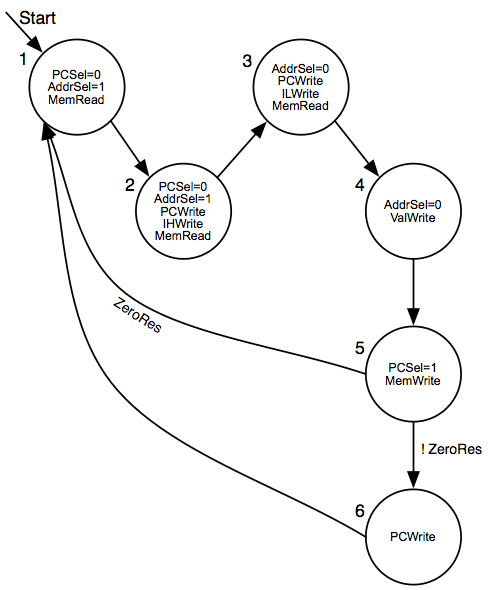 Start
1
PCSel=0
AddrSel=1
MemRead
2
PCSel=0
AddrSel=1
PCWrite
IHWrite
MemRead
3
AddrSel=0
PCWrite
ILWrite
MemRead
4
AddrSel=0
ValWrite
5
PCSel=1
MemWrite
ZeroRes
! ZeroRes
6
PCWrite